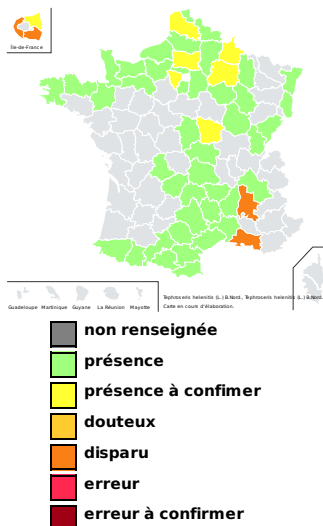 Île-de-France
Guadeloupe Martinique Guyane La Réunion Mayotte
Tephroseris helenitis (L.) B.Nord., Tephroseris helenitis (L.) B.Nord.
Carte en cours d'élaboration.
non renseignée
présence
présence à confimer
douteux
disparu
erreur
erreur à confirmer